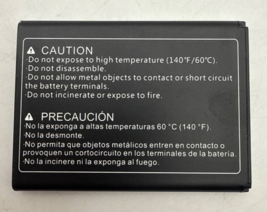 ⚠ CAUTION
·Do not expose to high temperature (140°F/60°C).
·Do not disassemble.
·Do not allow metal objects to contact or short circuit
the battery terminals.
·Do not incinerate or expose to fire.
⚠ PRECAUCIÓN
·No la exponga a altas temperaturas 60 °C (140 °F).
·No la desmonte.
·No permita que objetos metálicos entren en contacto o
provoquen un cortocircuito en los terminales de la batería.
·No la incinere ni la exponga al fuego.